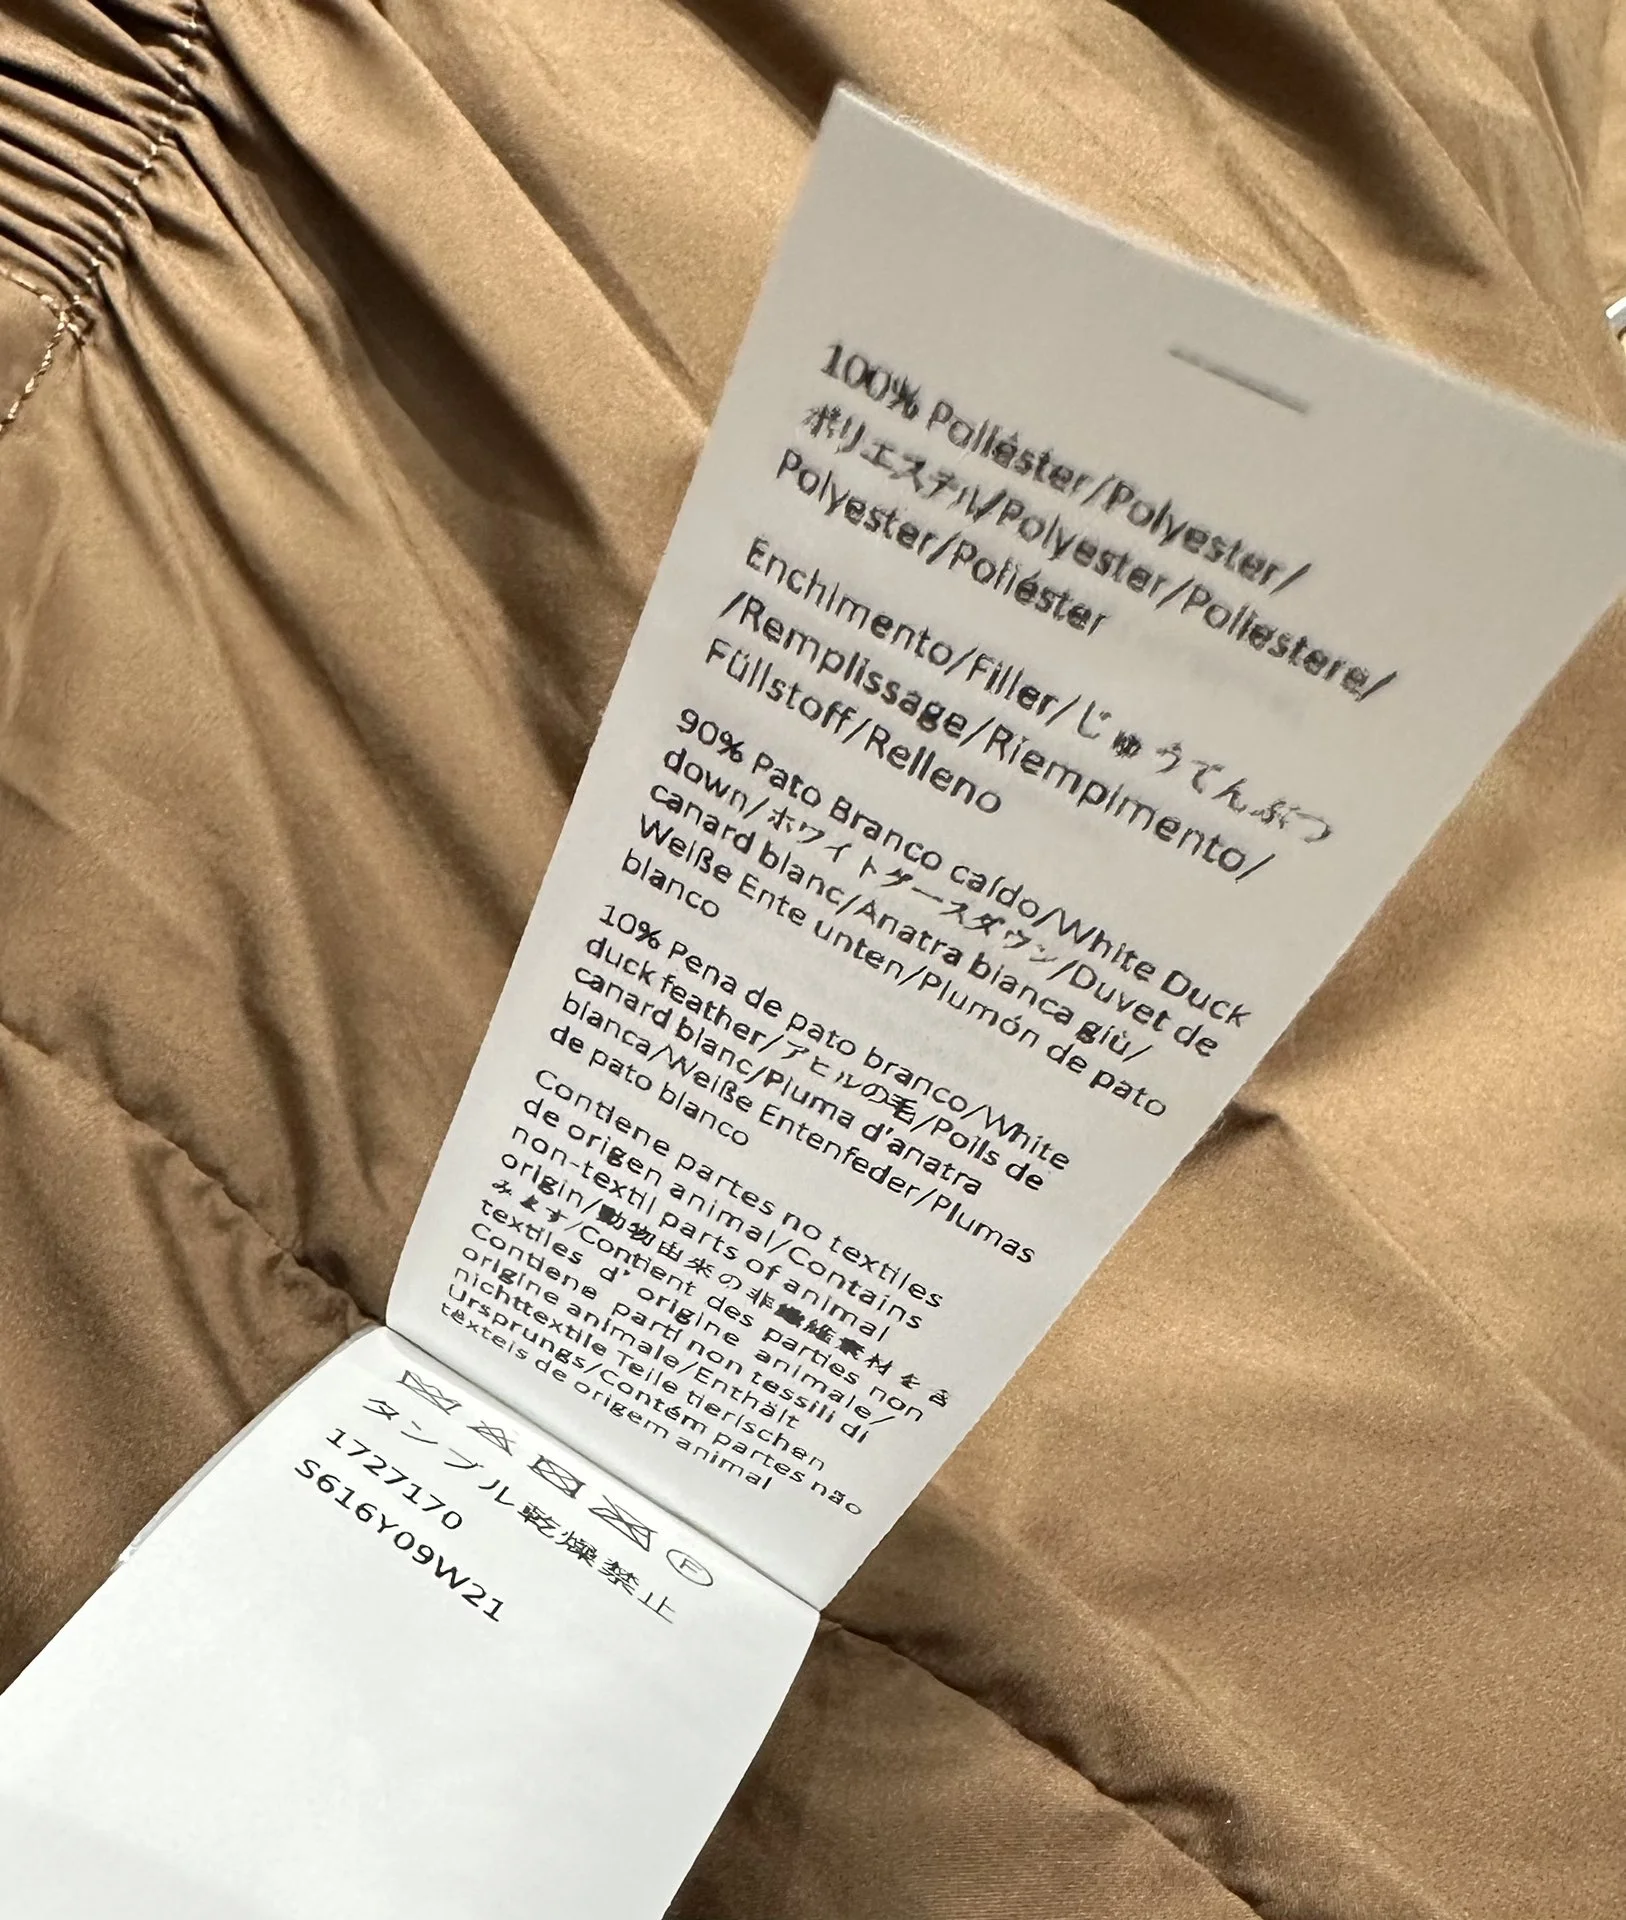 100% Poliéster/Polyester/
ポリエステル/Polyester/Poliestere/
Polyester/Poliéster
Enchimento/Filler/じゅうてんぶつ
/Remplissage/Riempimento/
Füllstoff/Relleno
90% Pato Branco caído/White Duck
down/ホワイトグースダウン/Duvet de
canard blanc/Anatra bianca giù/
Weiße Ente unten/Plumón de pato
blanco
10% Pena de pato branco/White
duck feather/アヒルの毛/Poils de
canard blanc/Piuma d'anatra
bianca/Weiße Entenfeder/Plumas
de pato blanco
Contiene partes no textiles
de origen animal/Contains
non-textil parts of animal
origin/動物由来の非繊維素材を含
みます/Contient des parties non
textiles d' origine animale/
Contiene parti non tessili di
origine animale/Enthält
nichttextile Teile tierischen
Ursprungs/Contém partes não
têxteis de origem animal
F
タンブル乾燥禁止
1727170
S616Y09W21